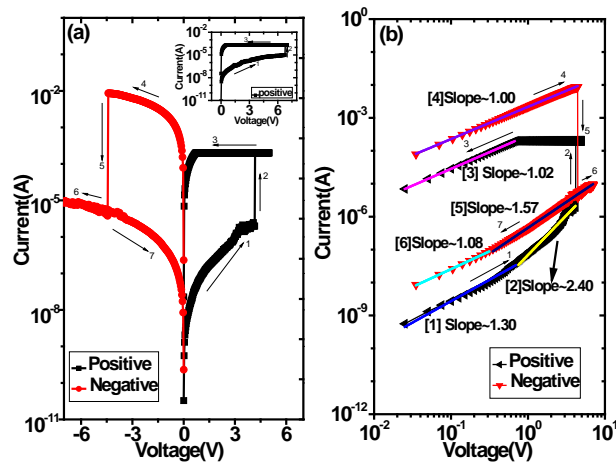 (a)
Current(A)
10^-2
10^-5
10^-8
10^-11
-6 -3 0 3 6
Voltage(V)
Positive
Negative
4
5
6
7
3
2
1
Current(A)
10^-2
10^-5
10^-8
10^-11
0 2 4 6
Voltage(V)
positive
3
2
1
(b)
Current(A)
10^-3
10^0
10^-6
10^-9
10^-12
10^-2 10^-1 10^0 10^1
Voltage(V)
[4]Slope~1.00
[3] Slope~1.02
[5]Slope~1.57
[6]Slope~1.08
[2]Slope~2.40
[1] Slope~1.30
4
5
3
2
6
7
1
Positive
Negative